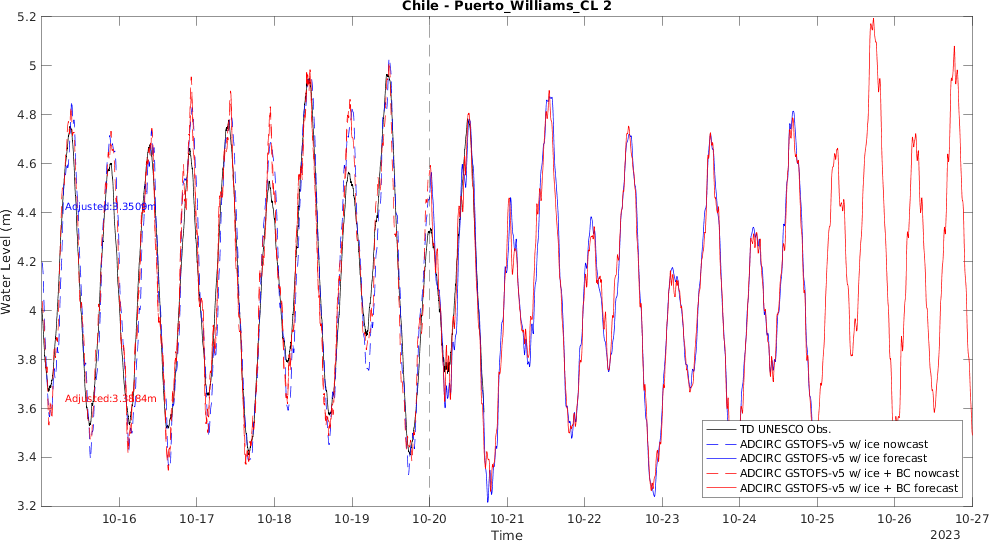 Chile - Puerto_Williams_CL 2
5.2
5
4.8
4.6
4.4
4.2
4
3.8
3.6
3.4
3.2
Water Level (m)
Adjusted:3.3509m
Adjusted:3.3884m
TD UNESCO Obs.
ADCIRC GSTOFS-v5 w/ ice nowcast
ADCIRC GSTOFS-v5 w/ ice forecast
ADCIRC GSTOFS-v5 w/ ice + BC nowcast
ADCIRC GSTOFS-v5 w/ ice + BC forecast
10-16 10-17 10-18 10-19 10-20 10-21 10-22 10-23 10-24 10-25 10-26 10-27
Time
2023